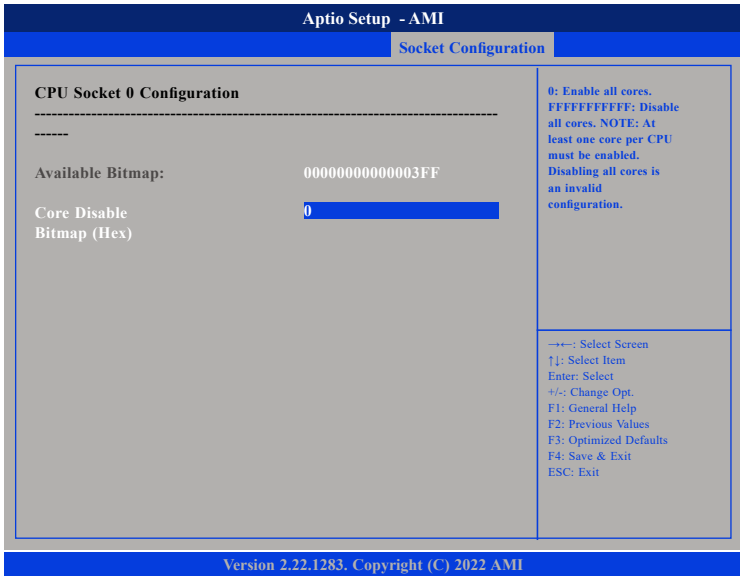 Aptio Setup - AMI
Socket Configuration
CPU Socket 0 Configuration
----------------------------------------------------------------------------------
------
Available Bitmap: 00000000000003FF
Core Disable 0
Bitmap (Hex)
0: Enable all cores.
FFFFFFFFFFF: Disable
all cores. NOTE: At
least one core per CPU
must be enabled.
Disabling all cores is
an invalid
configuration.
→←: Select Screen
↑↓: Select Item
Enter: Select
+/-: Change Opt.
F1: General Help
F2: Previous Values
F3: Optimized Defaults
F4: Save & Exit
ESC: Exit
Version 2.22.1283. Copyright (C) 2022 AMI